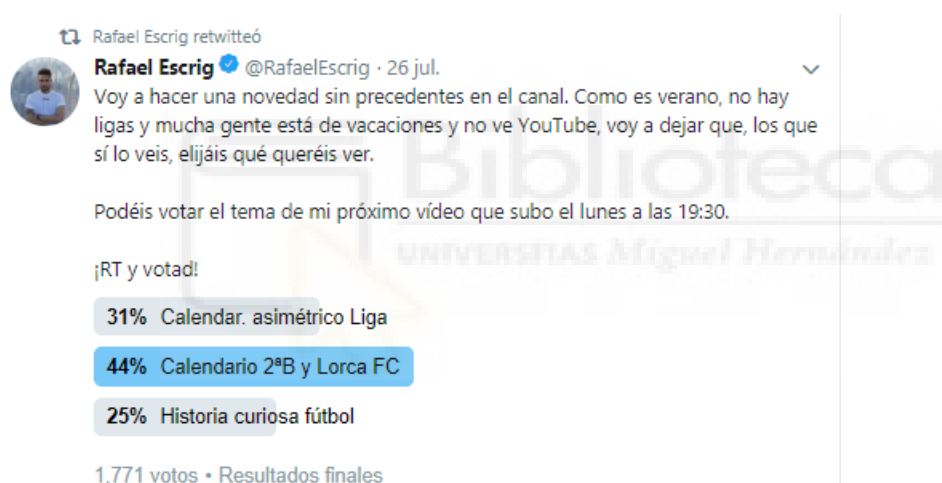 Rafael Escrig retwitteó
Rafael Escrig @RafaelEscrig · 26 jul.
Voy a hacer una novedad sin precedentes en el canal. Como es verano, no hay
ligas y mucha gente está de vacaciones y no ve YouTube, voy a dejar que, los que
sí lo veis, elijáis qué queréis ver.
Podéis votar el tema de mi próximo vídeo que subo el lunes a las 19:30.
¡RT y votad!
31% Calendar. asimétrico Liga
44% Calendario 2ªB y Lorca FC
25% Historia curiosa fútbol
1.771 votos • Resultados finales
Biblioteca
UNIVERSITAS Miguel Hernández